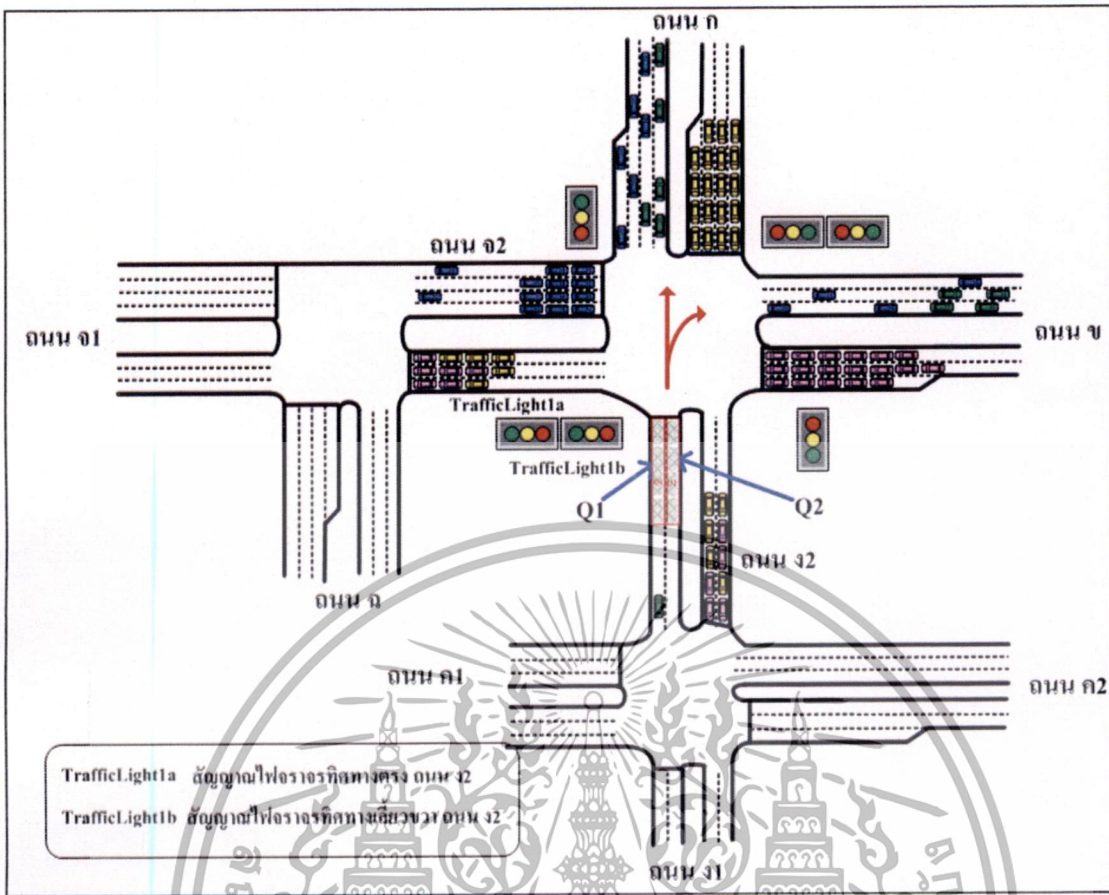 ถนน ก
ถนน จ2
ถนน จ1
ถนน ข
TrafficLight1a
TrafficLight1b
Q1
Q2
ถนน ง2
ถนน ฉ
ถนน ค1
ถนน ค2
TrafficLight1a สัญญาณไฟจราจรทิศทางตรง ถนน ง2
TrafficLight1b สัญญาณไฟจราจรทิศทางเลี้ยวขวา ถนน ง2
ถนน ง1